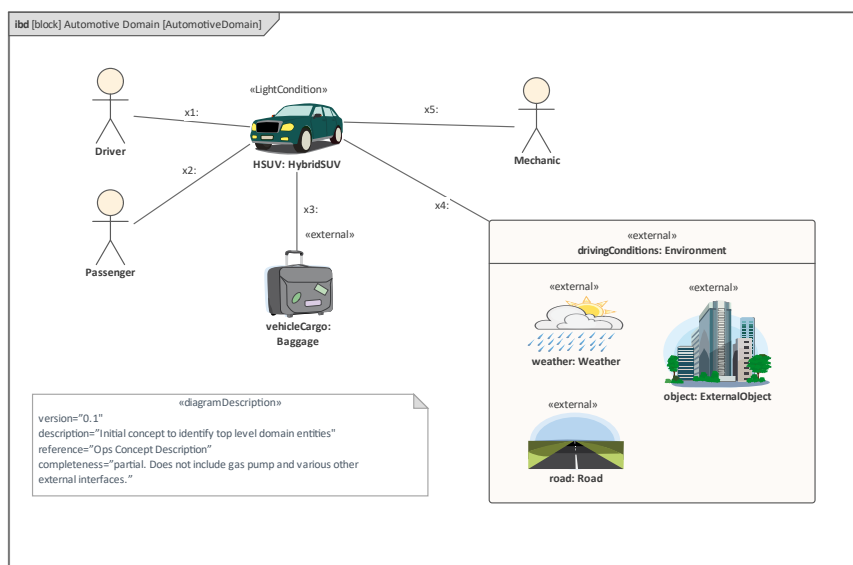 ibd [block] Automotive Domain [AutomotiveDomain]
«LightCondition»
x1:
x5:
Driver
HSUV: HybridSUV
Mechanic
x2:
x3:
x4:
«external»
Passenger
vehicleCargo:
Baggage
«external»
drivingConditions: Environment
«external»
weather: Weather
«external»
object: ExternalObject
«external»
road: Road
«diagramDescription»
version="0.1"
description="Initial concept to identify top level domain entities"
reference="Ops Concept Description"
completeness="partial. Does not include gas pump and various other
external interfaces."